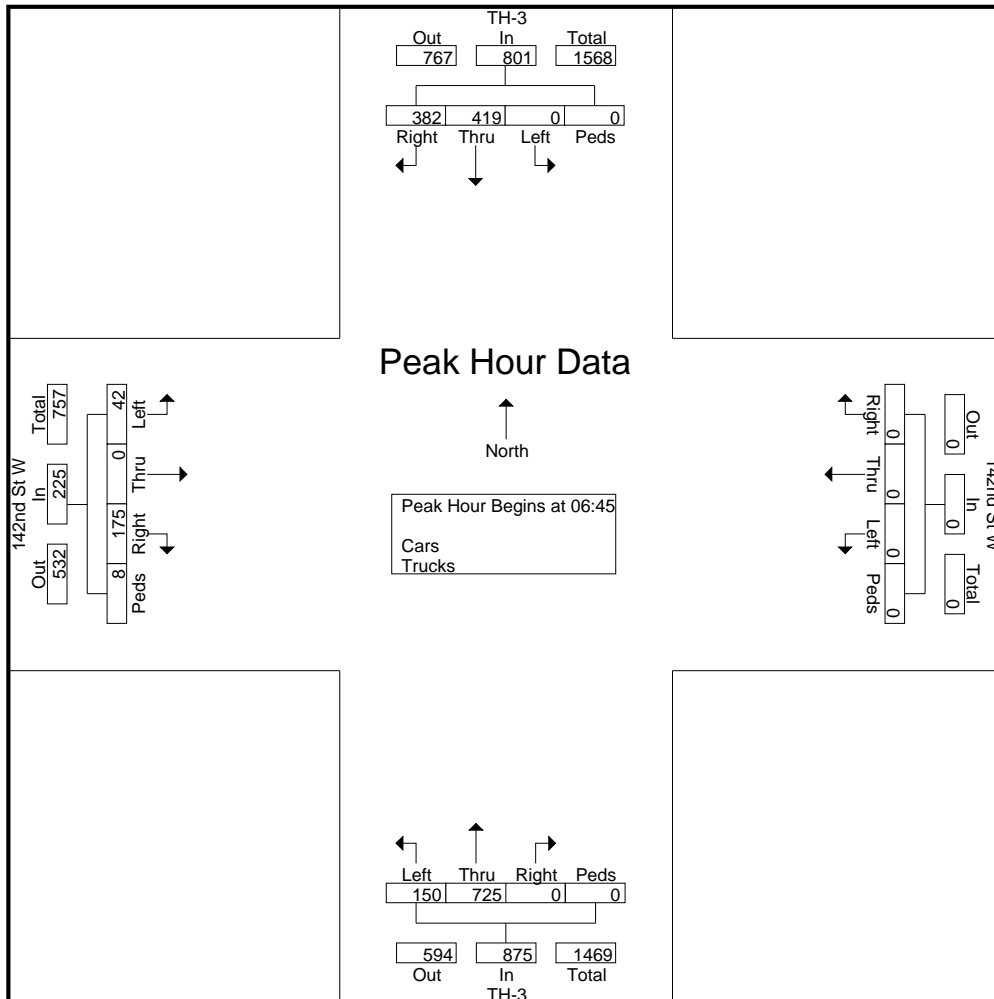 TH-3
Out In Total
767 801 1568
382 419 0 0
Right Thru Left Peds
Peak Hour Data
North
Peak Hour Begins at 06:45
Cars
Trucks
142nd St W
Total In Out
757 225 532
42 0 175 8
Left Thru Right Peds
Right Thru Left Peds
0 0 0 0
0 0 0
Out In Total
142nd St W
Left Thru Right Peds
150 725 0 0
594 875 1469
Out In Total
TH-3